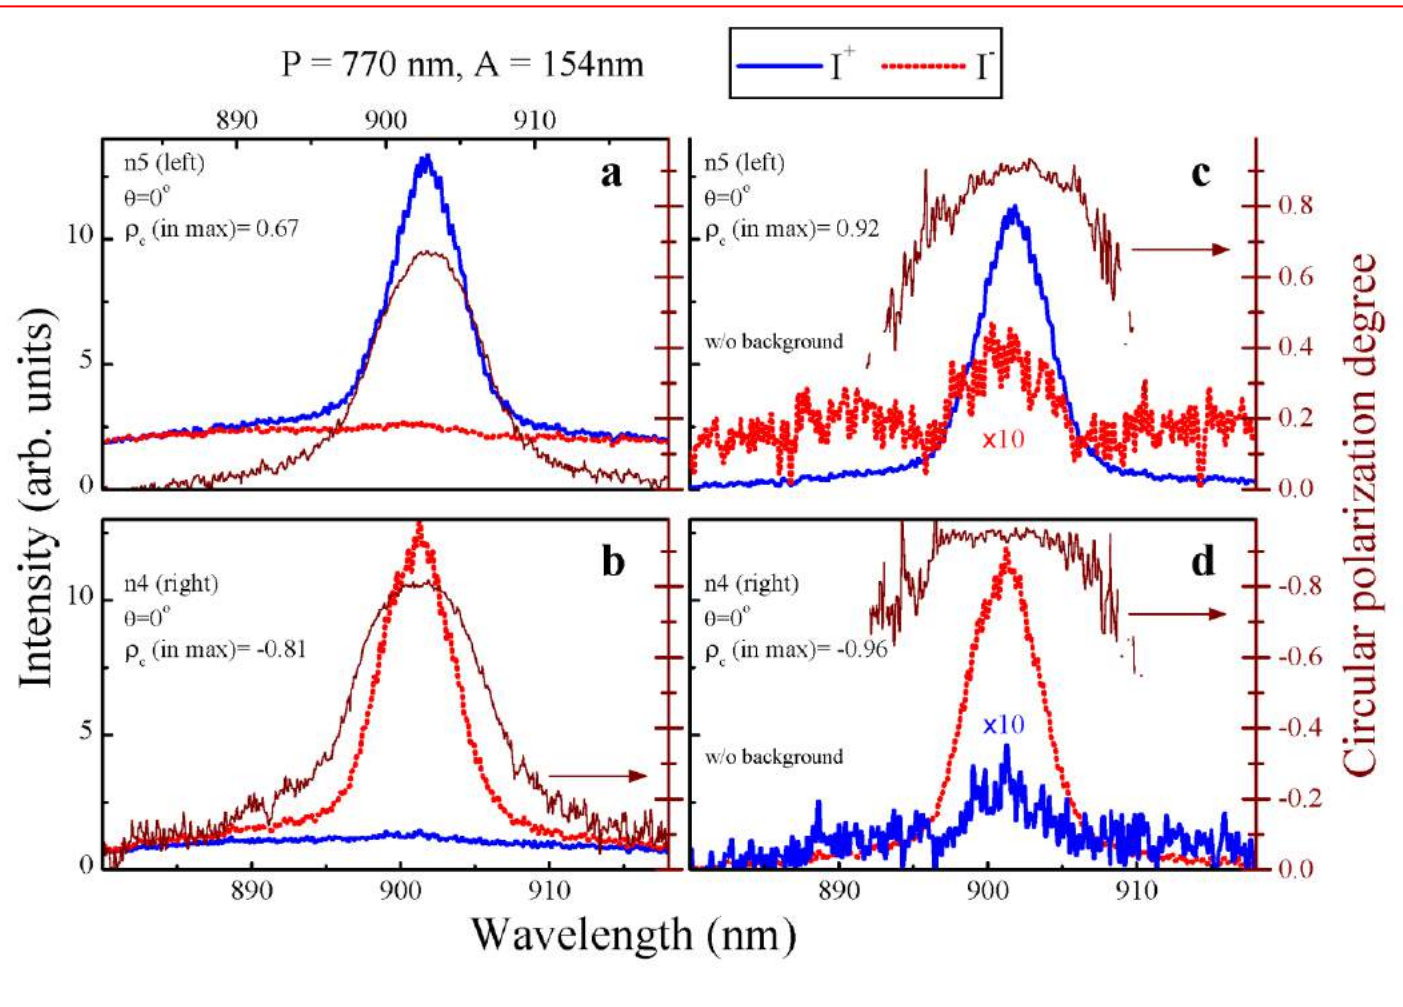 P = 770 nm, A = 154nm
I+ I-
890 900 910
n5 (left)
θ=0°
ρc (in max)= 0.67
a
10
5
0
n5 (left)
θ=0°
ρc (in max)= 0.92
c
w/o background
x10
0.8
0.6
0.4
0.2
0.0
n4 (right)
θ=0°
ρc (in max)= -0.81
b
10
5
0
890 900 910
n4 (right)
θ=0°
ρc (in max)= -0.96
d
x10
w/o background
-0.8
-0.6
-0.4
-0.2
0.0
890 900 910
Intensity (arb. units)
Circular polarization degree
Wavelength (nm)